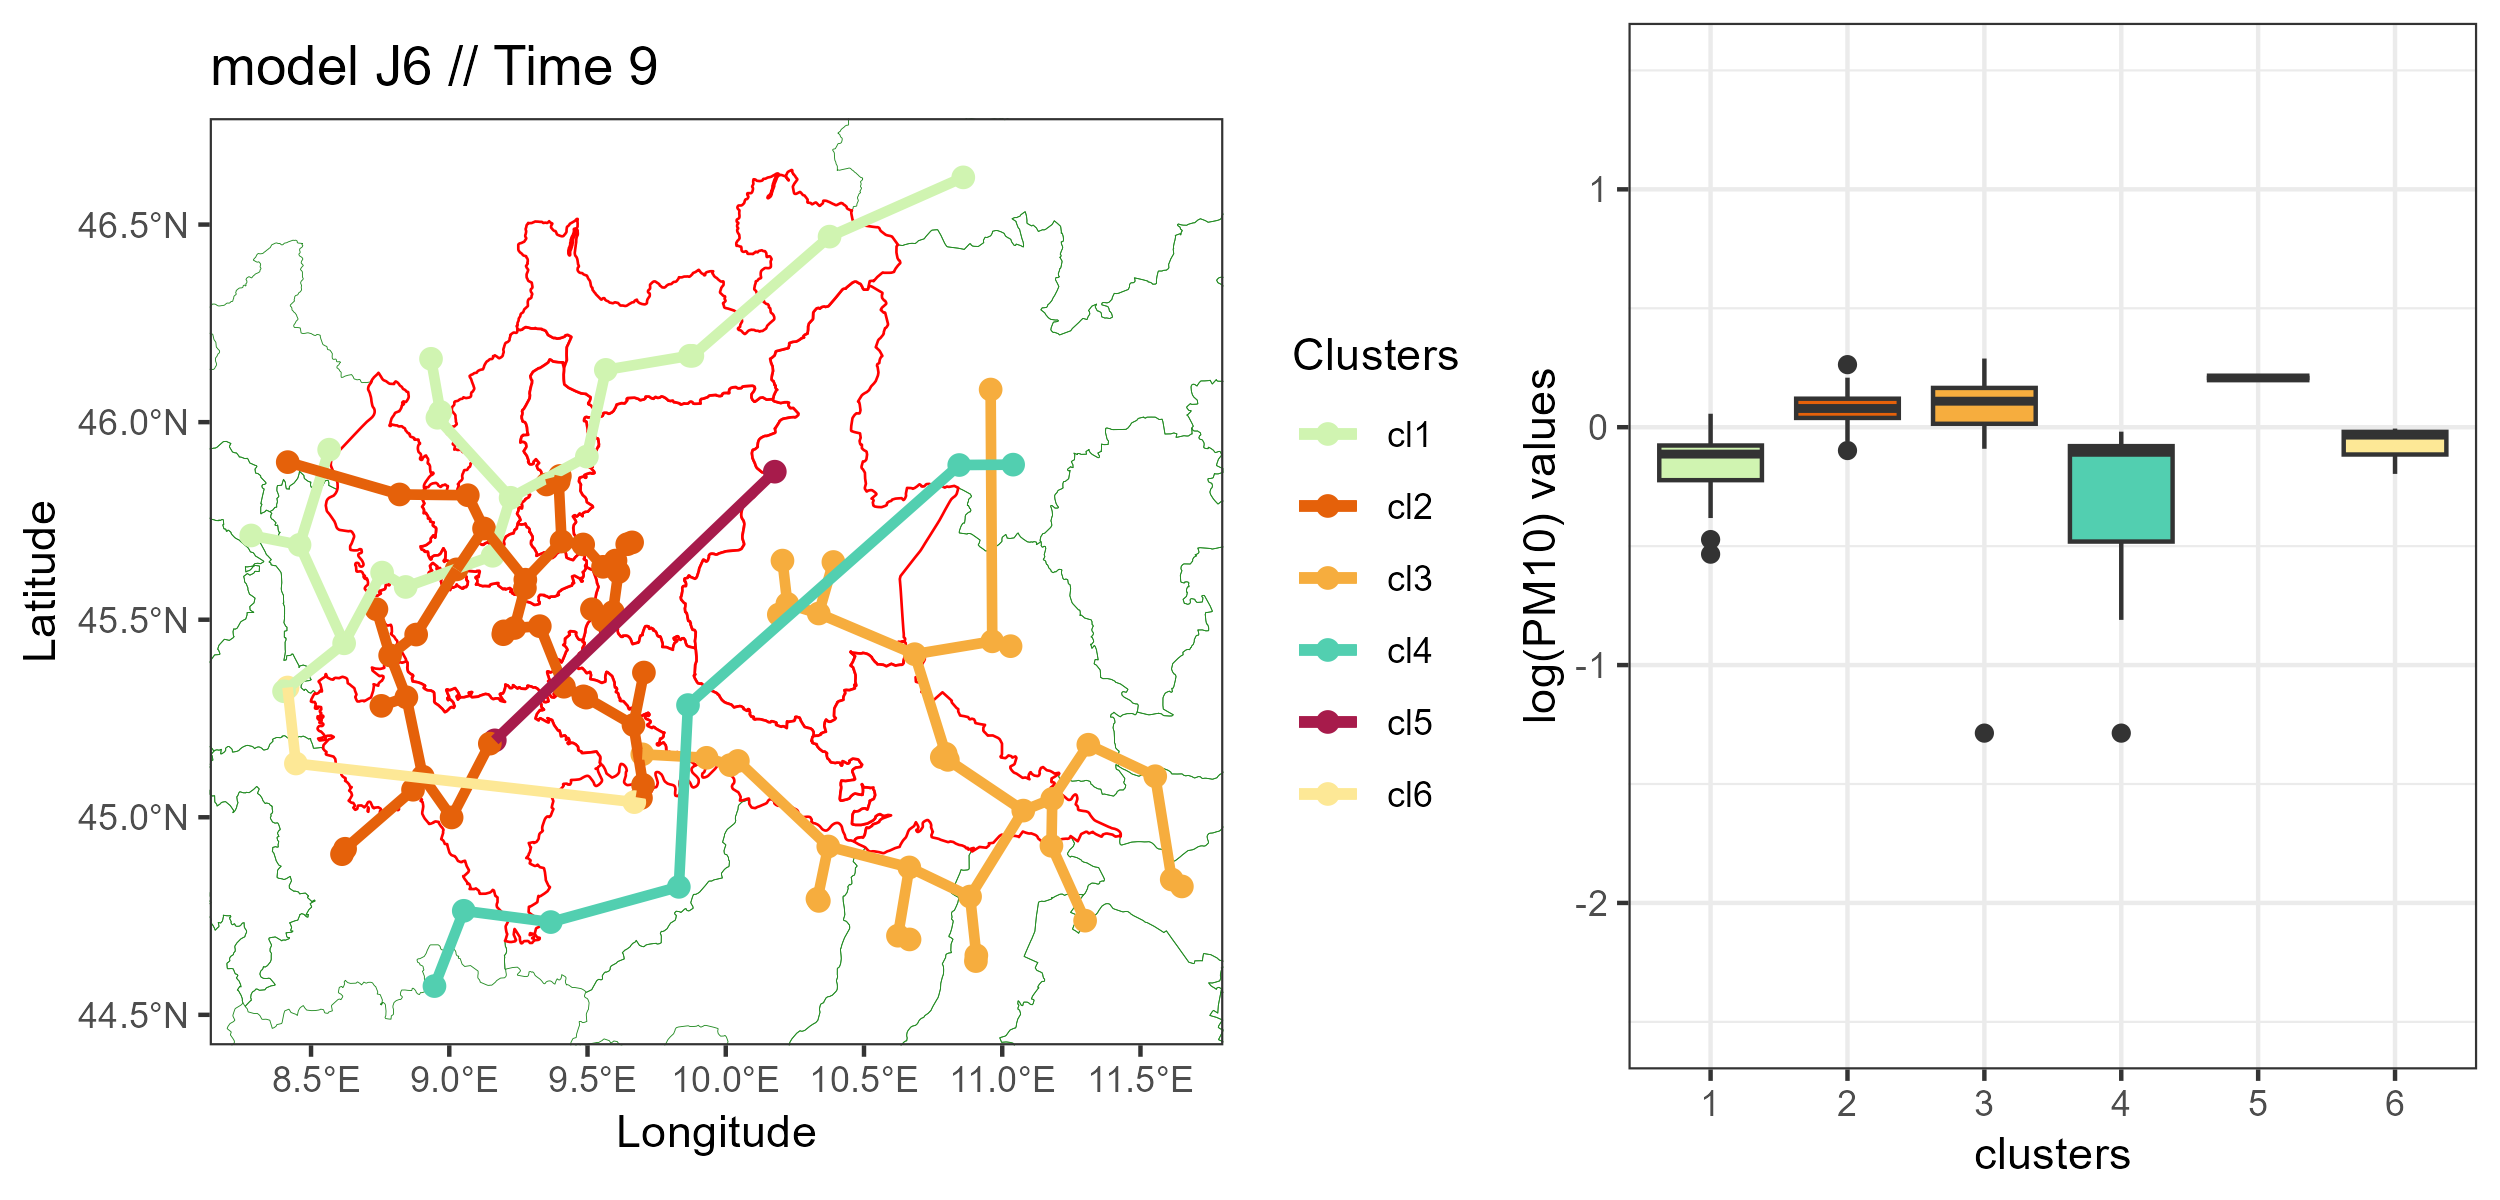 model J6 // Time 9
46.5°N
46.0°N
45.5°N
45.0°N
44.5°N
Latitude
8.5°E 9.0°E 9.5°E 10.0°E 10.5°E 11.0°E 11.5°E
Longitude
Clusters
cl1
cl2
cl3
cl4
cl5
cl6
log(PM10) values
1
0
-1
-2
1 2 3 4 5 6
clusters